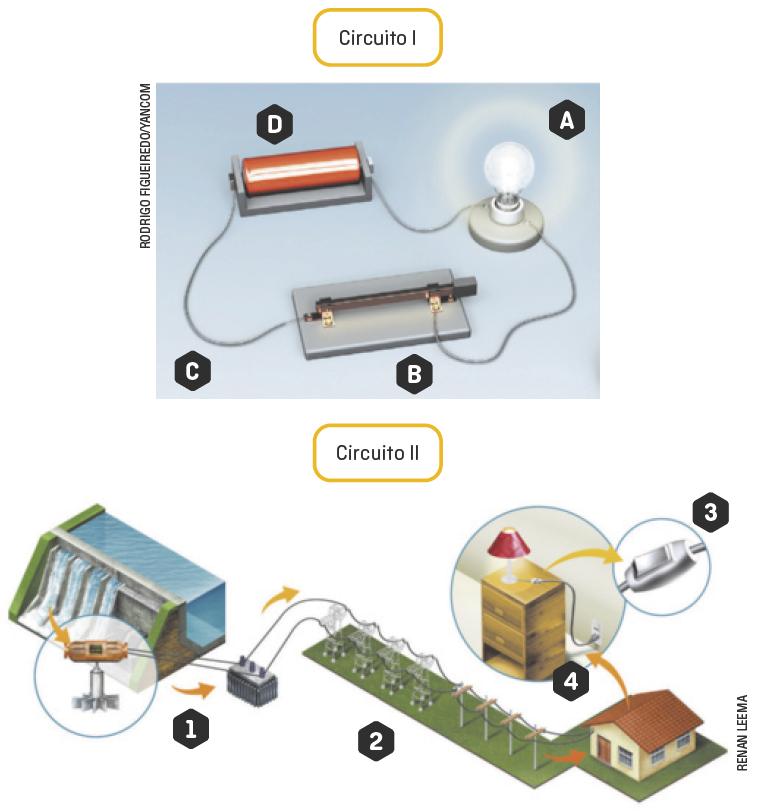 Circuito I
RODRIGO FIGUEIREDO/YANCOM
D
A
C
B
Circuito II
3
4
1
2
RENAN LEEMA